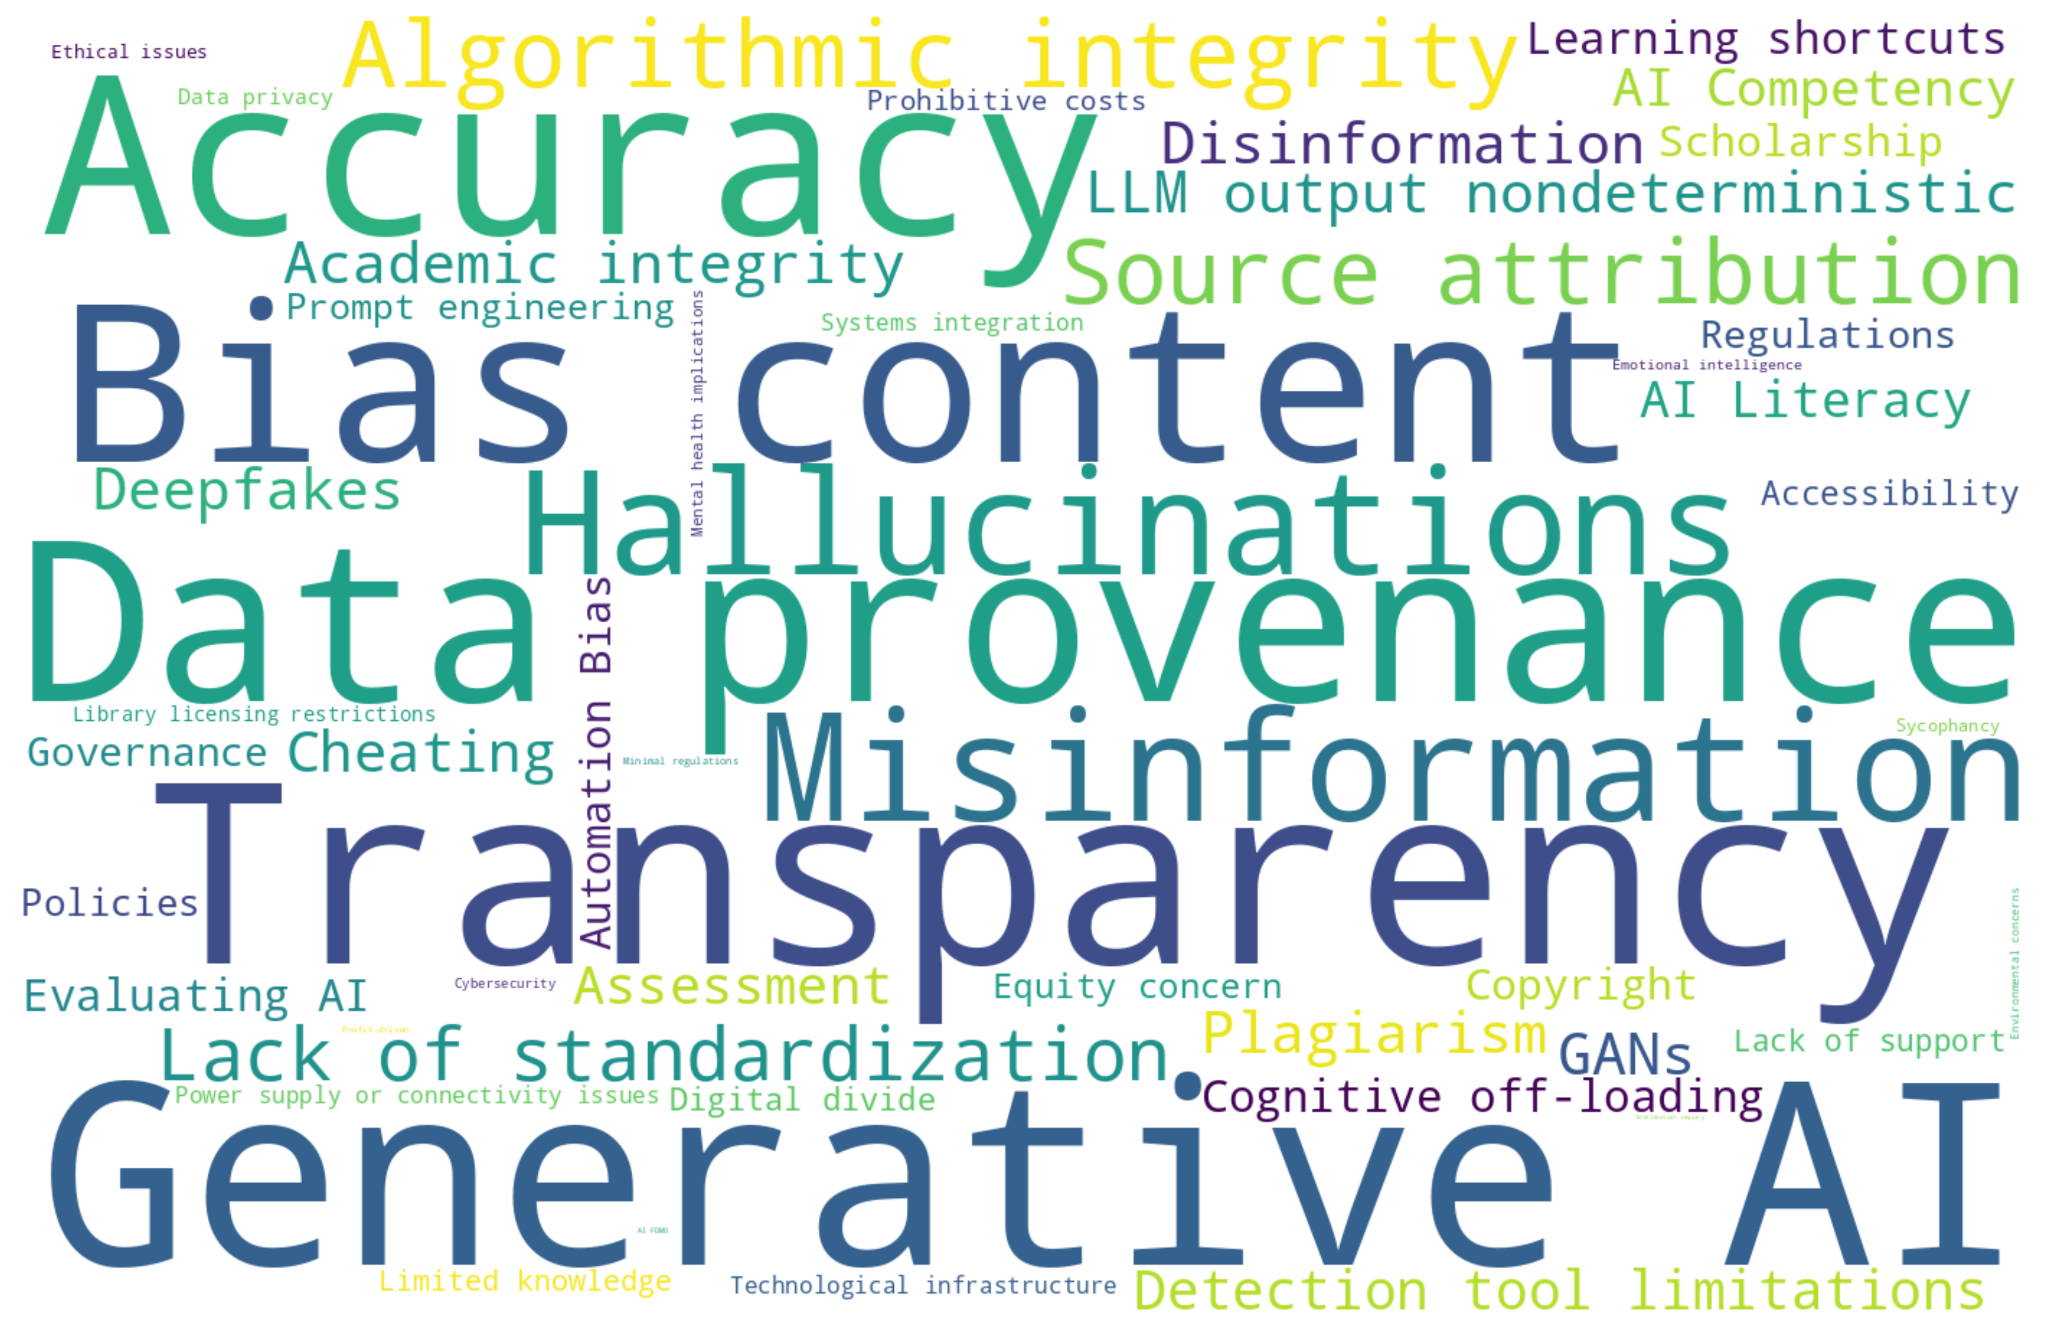 Ethical issues
Algorithmic integrity
Learning shortcuts
Data privacy
Prohibitive costs
AI Competency
Accuracy
Disinformation
Scholarship
LLM output nondeterministic
Academic integrity
Source attribution
Prompt engineering
Mental health implications
Systems integration
Regulations
Bias content
Emotional intelligence
AI Literacy
Deepfakes
Hallucinations
Accessibility
Data provenance
Automation Bias
Library licensing restrictions
Sycophancy
Governance
Cheating
Minimal regulations
Misinformation
Transparency
Policies
Environmental concerns
Evaluating AI
Cybersecurity
Assessment
Equity concern
Copyright
Profit-driven
Lack of standardization
Plagiarism
GANs
Lack of support
Power supply or connectivity issues
Digital divide
Cognitive off-loading
Generative AI
AI FOMO
Limited knowledge
Technological infrastructure
Detection tool limitations